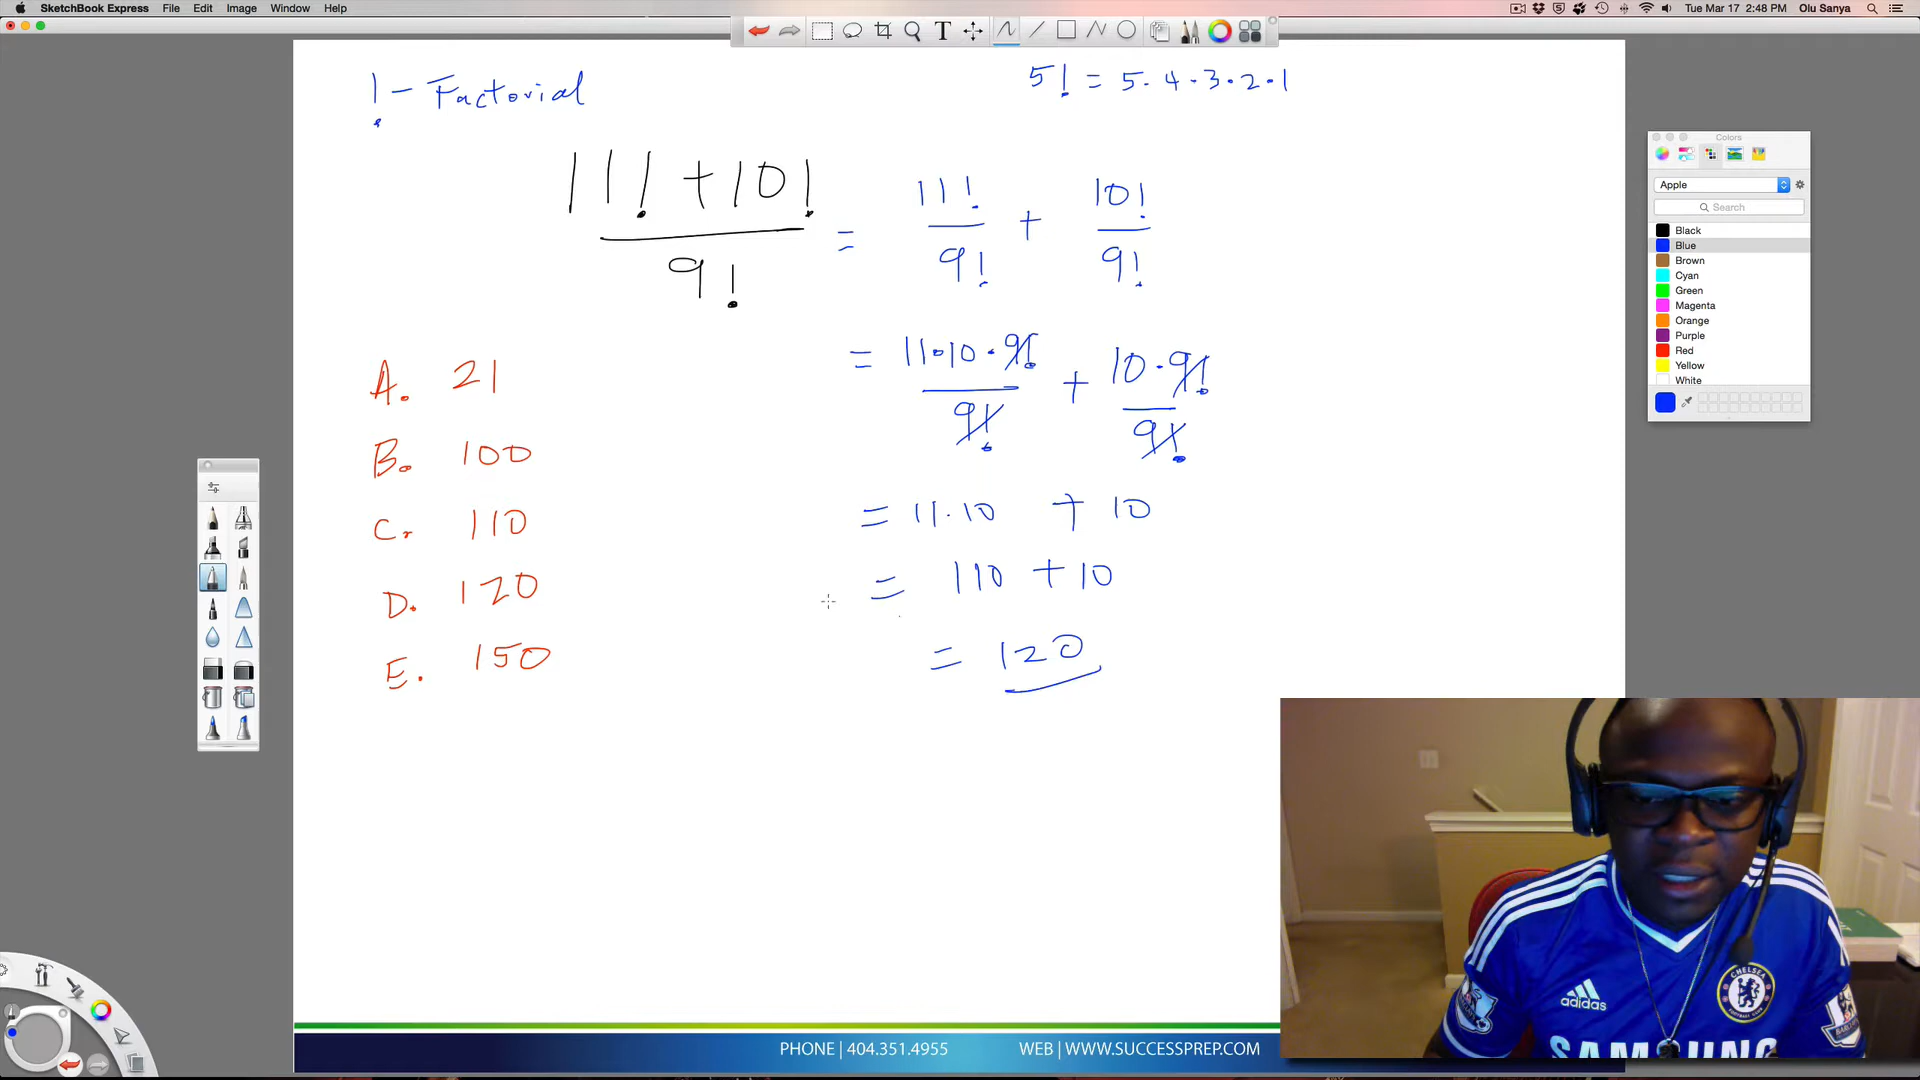 SketchBook Express File Edit Image Window Help
Tue Mar 17 2:48 PM Olu Sanya
! - Factorial
5! = 5·4·3·2·1
11! + 10!
9!
= 11! + 10!
9! 9!
= 11·10·9! + 10·9!
9! 9!
= 11·10 + 10
= 110 + 10
= 120
A. 21
B. 100
C. 110
D. 120
E. 150
Colors
Apple
Search
Black
Blue
Brown
Cyan
Green
Magenta
Orange
Purple
Red
Yellow
White
PHONE | 404.351.4955 WEB | WWW.SUCCESSPREP.COM
adidas
CHELSEA
SAMSUNG